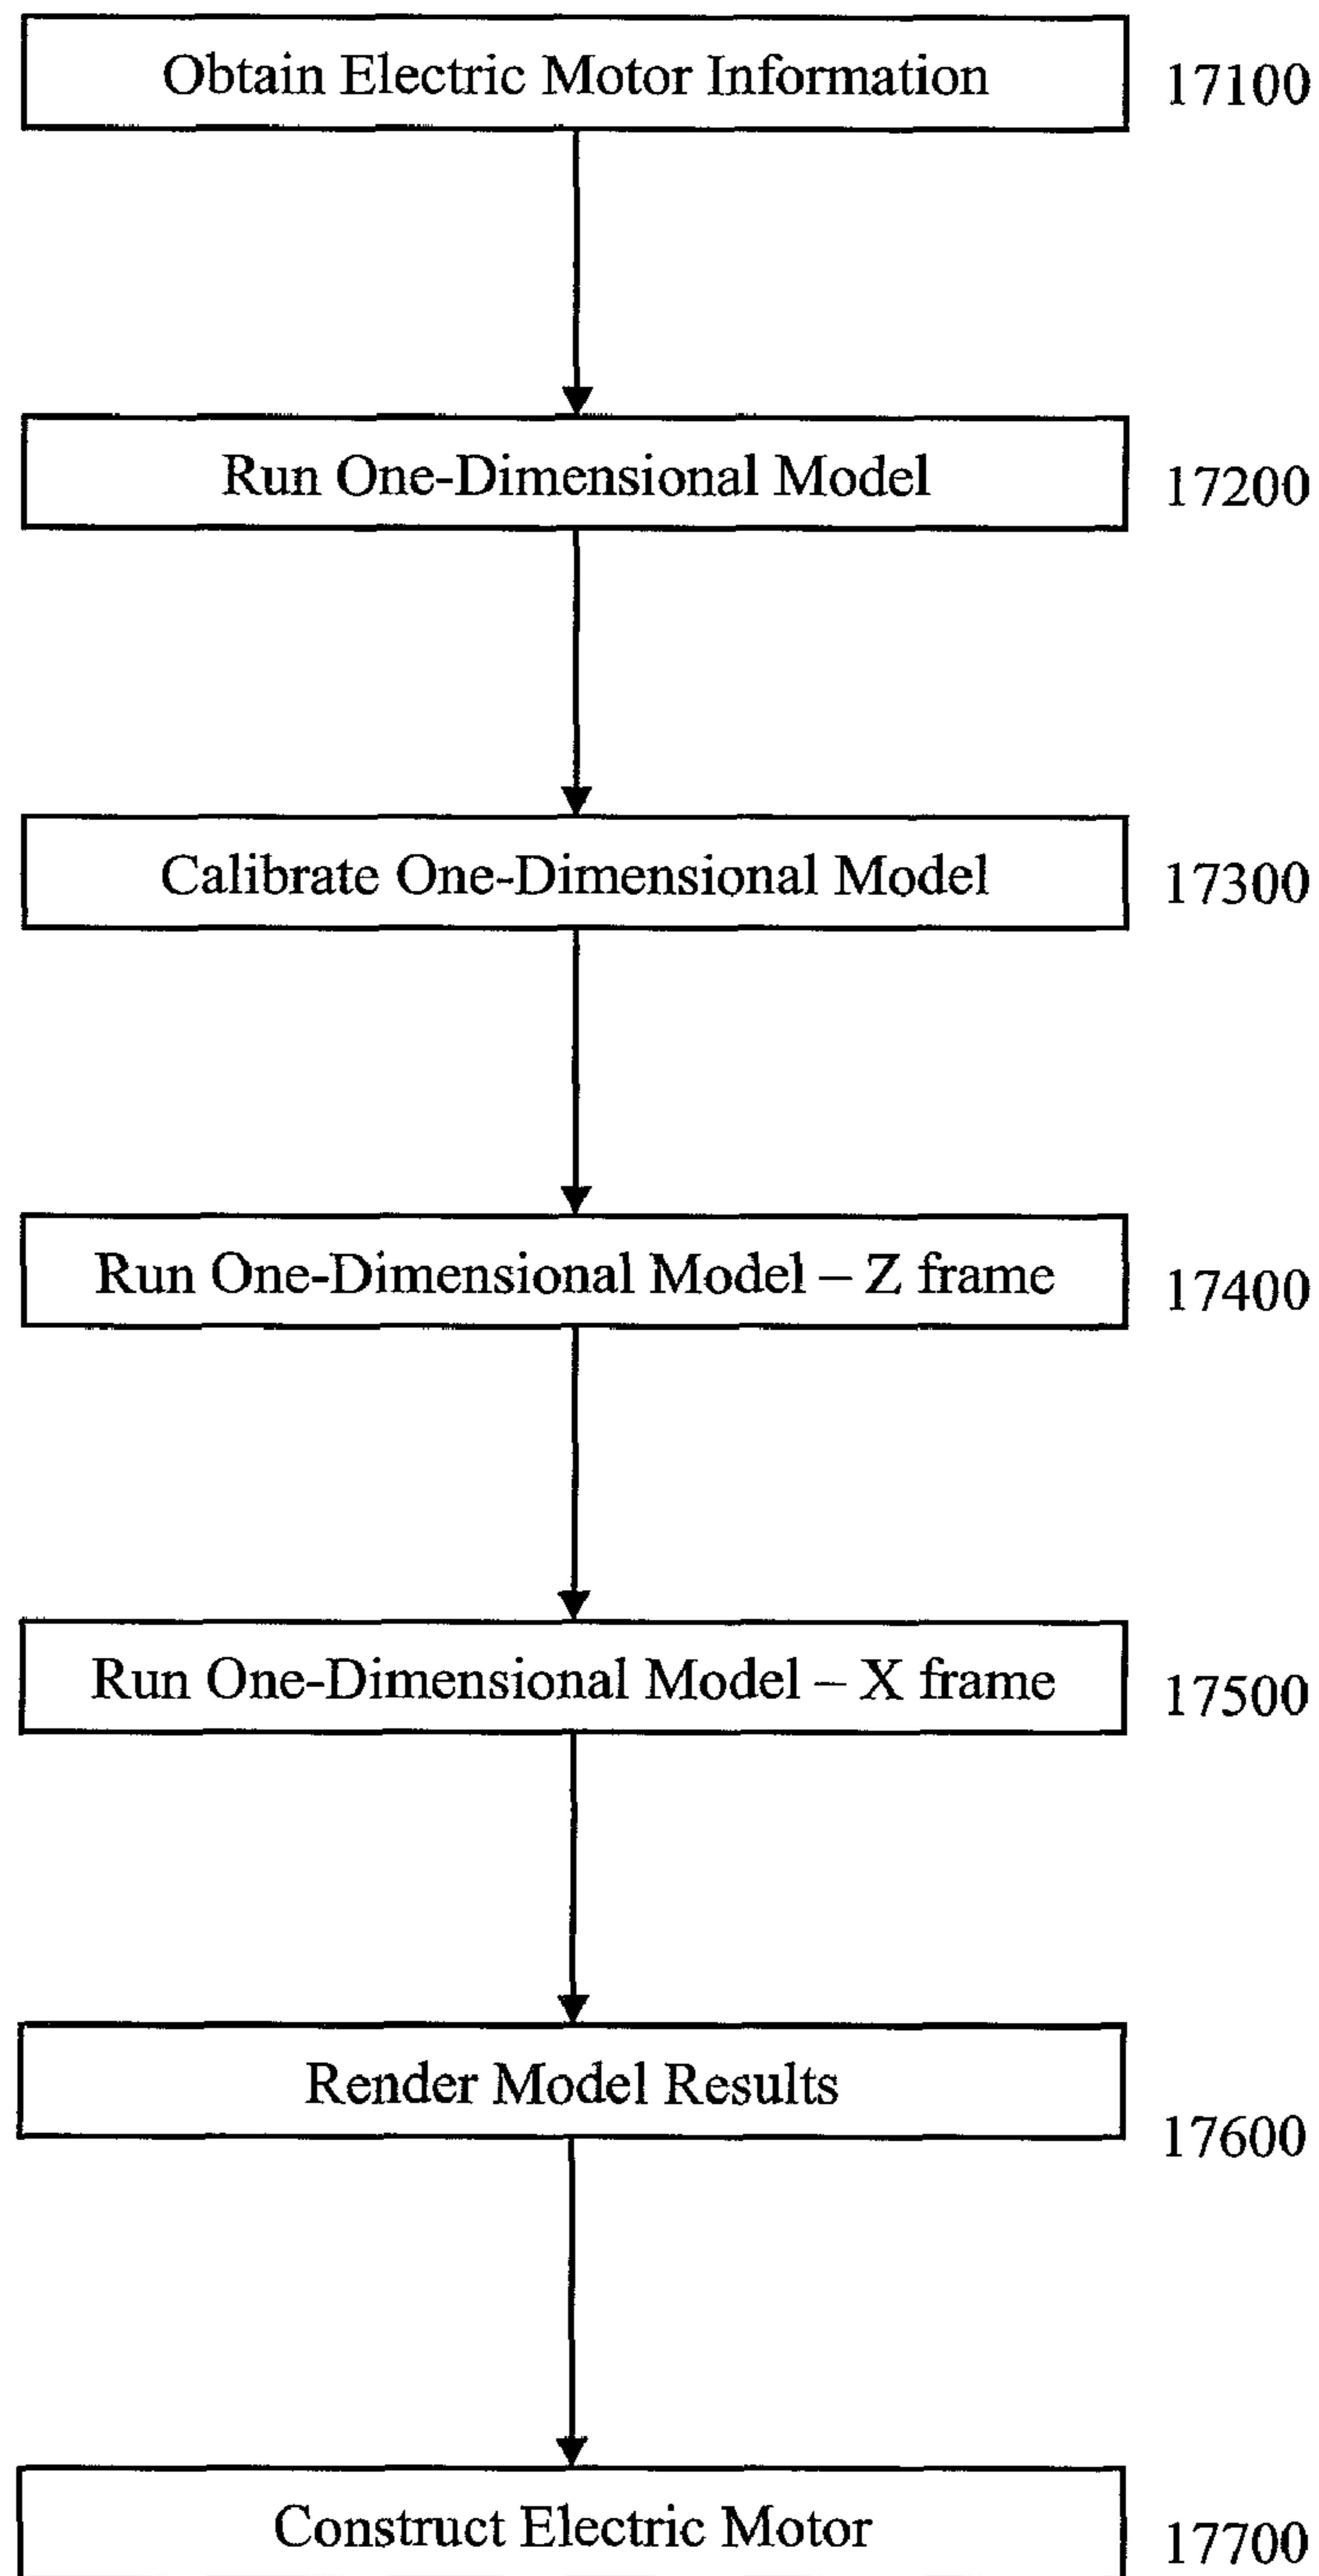 Obtain Electric Motor Information 17100
Run One-Dimensional Model 17200
Calibrate One-Dimensional Model 17300
Run One-Dimensional Model – Z frame 17400
Run One-Dimensional Model – X frame 17500
Render Model Results 17600
Construct Electric Motor 17700